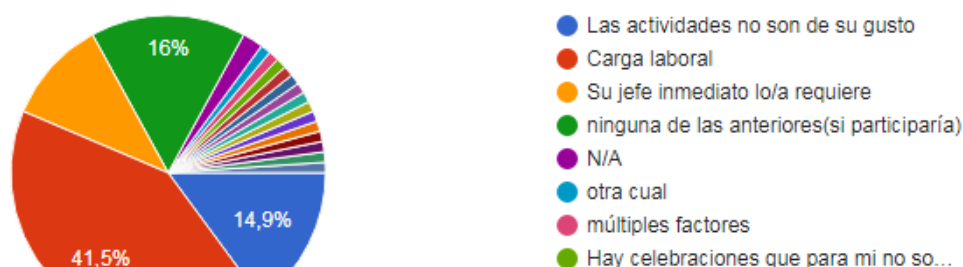 16%
14,9%
41,5%
Las actividades no son de su gusto
Carga laboral
Su jefe inmediato lo/a requiere
ninguna de las anteriores(si participaría)
N/A
otra cual
múltiples factores
Hay celebraciones que para mi no so...